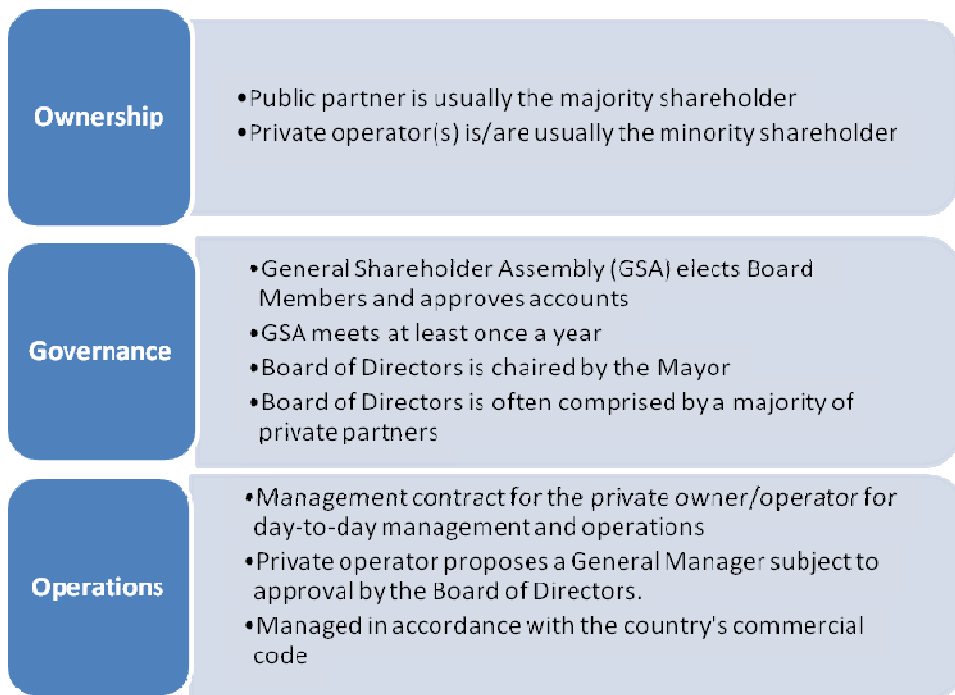 Ownership
•Public partner is usually the majority shareholder
•Private operator(s) is/are usually the minority shareholder
Governance
•General Shareholder Assembly (GSA) elects Board
Members and approves accounts
•GSA meets at least once a year
•Board of Directors is chaired by the Mayor
•Board of Directors is often comprised by a majority of
private partners
Operations
•Management contract for the private owner/operator for
day-to-day management and operations
•Private operator proposes a General Manager subject to
approval by the Board of Directors.
•Managed in accordance with the country's commercial
code